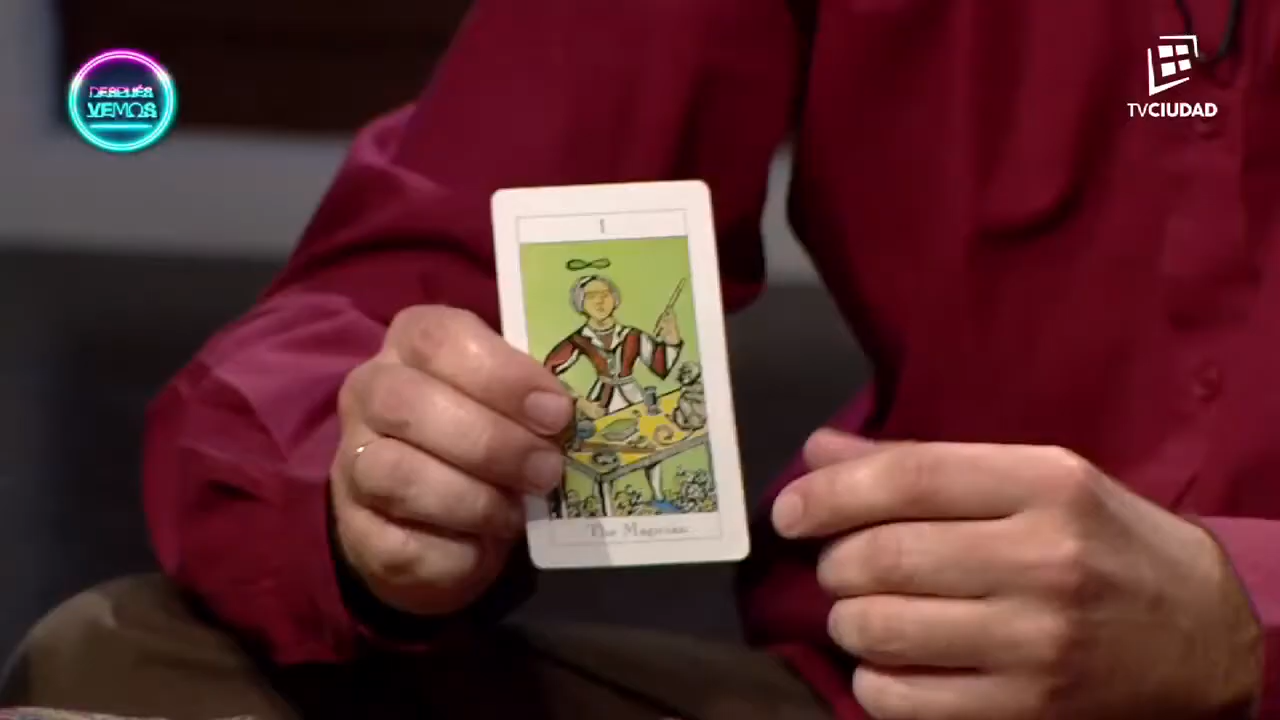 DESPUÉS
VEMOS
TVCIUDAD
I
The Magician